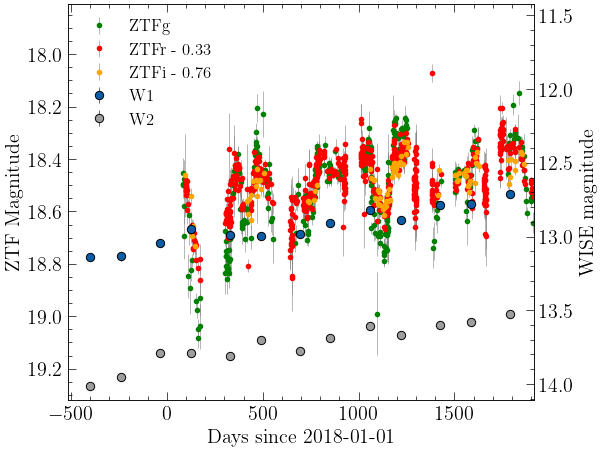 ZTFg
ZTFr - 0.33
ZTFi - 0.76
W1
W2
ZTF Magnitude
18.0
18.2
18.4
18.6
18.8
19.0
19.2
WISE magnitude
11.5
12.0
12.5
13.0
13.5
14.0
−500
0
500
1000
1500
Days since 2018-01-01